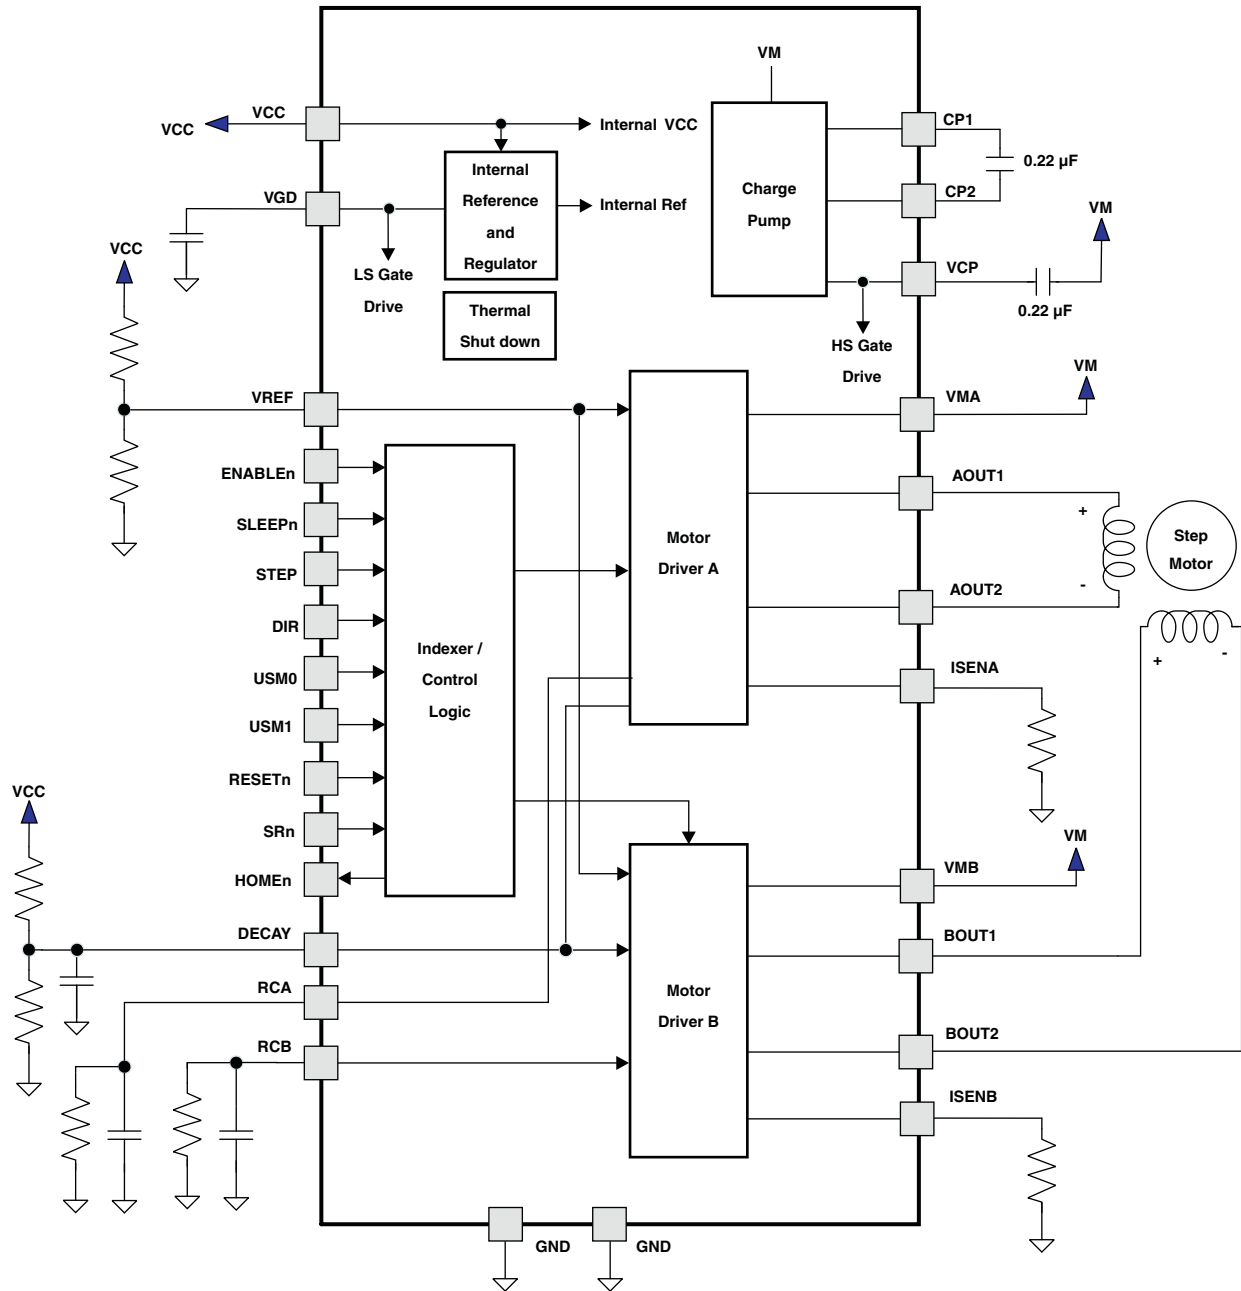 VM
VCC
VCC
Internal VCC
CP1
0.22 µF
CP2
Internal
Reference
and
Regulator
Internal Ref
Charge
Pump
VGD
LS Gate
Drive
VCC
VM
VCP
0.22 µF
Thermal
Shut down
HS Gate
Drive
VREF
VM
VMA
ENABLEn
SLEEPn
STEP
DIR
USM0
USM1
RESETn
SRn
HOMEn
Indexer /
Control
Logic
Motor
Driver A
AOUT1
+
-
AOUT2
Step
Motor
+
-
ISENA
VCC
DECAY
RCA
RCB
Motor
Driver B
VM
VMB
BOUT1
BOUT2
ISENB
GND
GND